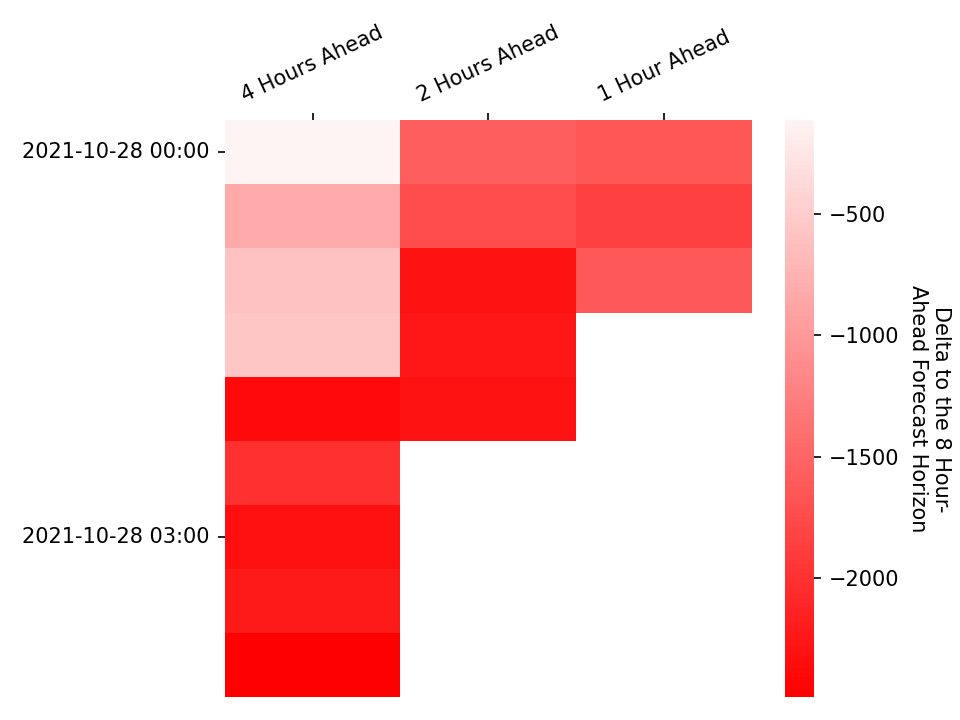 4 Hours Ahead
2 Hours Ahead
1 Hour Ahead
2021-10-28 00:00
2021-10-28 03:00
−500
−1000
−1500
−2000
Delta to the 8 Hour-
Ahead Forecast Horizon